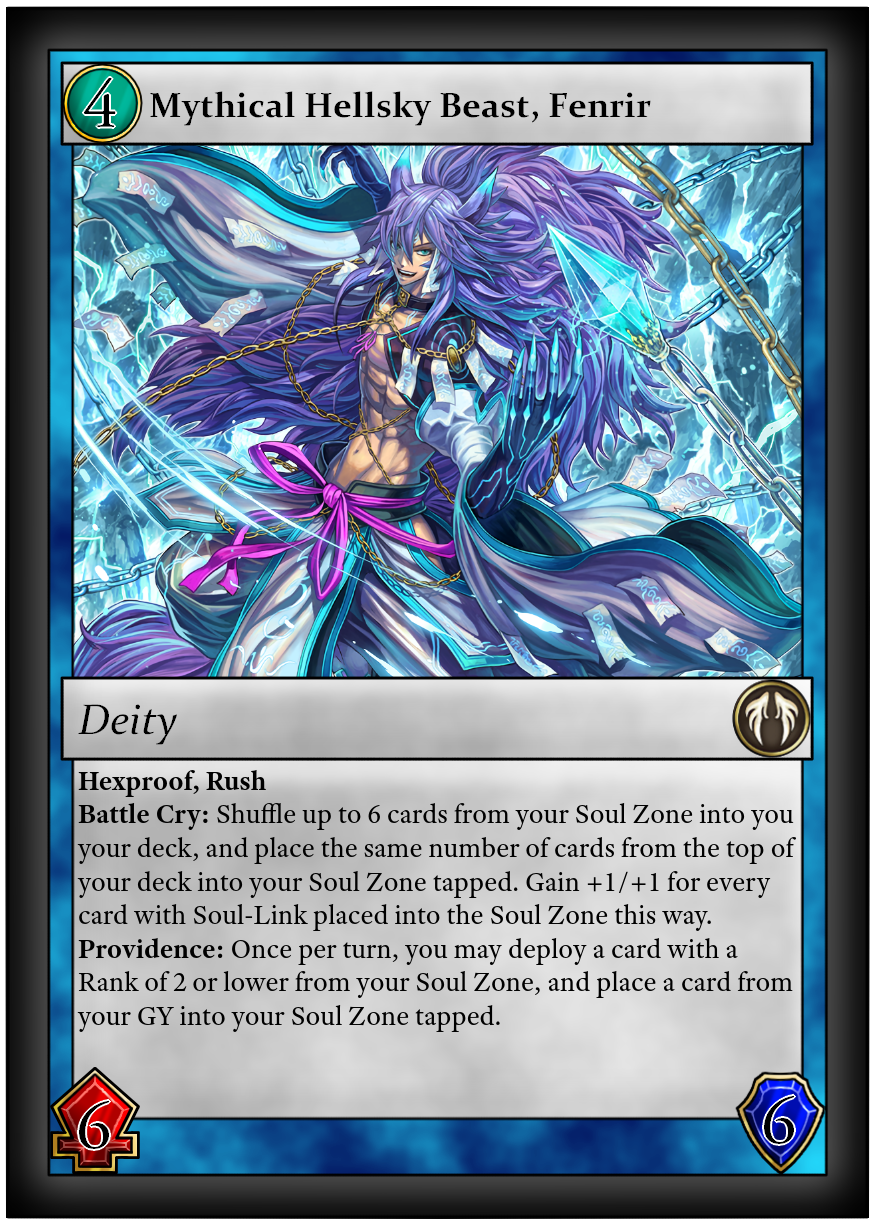 4
Mythical Hellsky Beast, Fenrir
Deity
Hexproof, Rush
Battle Cry: Shuffle up to 6 cards from your Soul Zone into you
your deck, and place the same number of cards from the top of
your deck into your Soul Zone tapped. Gain +1/+1 for every
card with Soul-Link placed into the Soul Zone this way.
Providence: Once per turn, you may deploy a card with a
Rank of 2 or lower from your Soul Zone, and place a card from
your GY into your Soul Zone tapped.
6
6